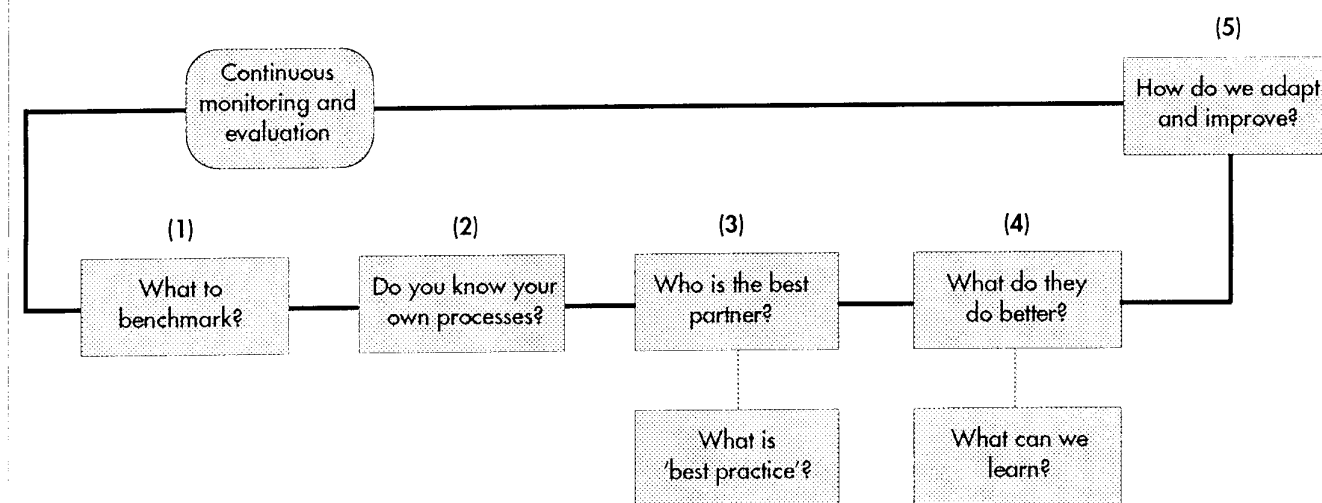 Continuous
monitoring and
evaluation
(5)
How do we adapt
and improve?
(1)
What to
benchmark?
(2)
Do you know your
own processes?
(3)
Who is the best
partner?
(4)
What do they
do better?
What is
'best practice'?
What can we
learn?